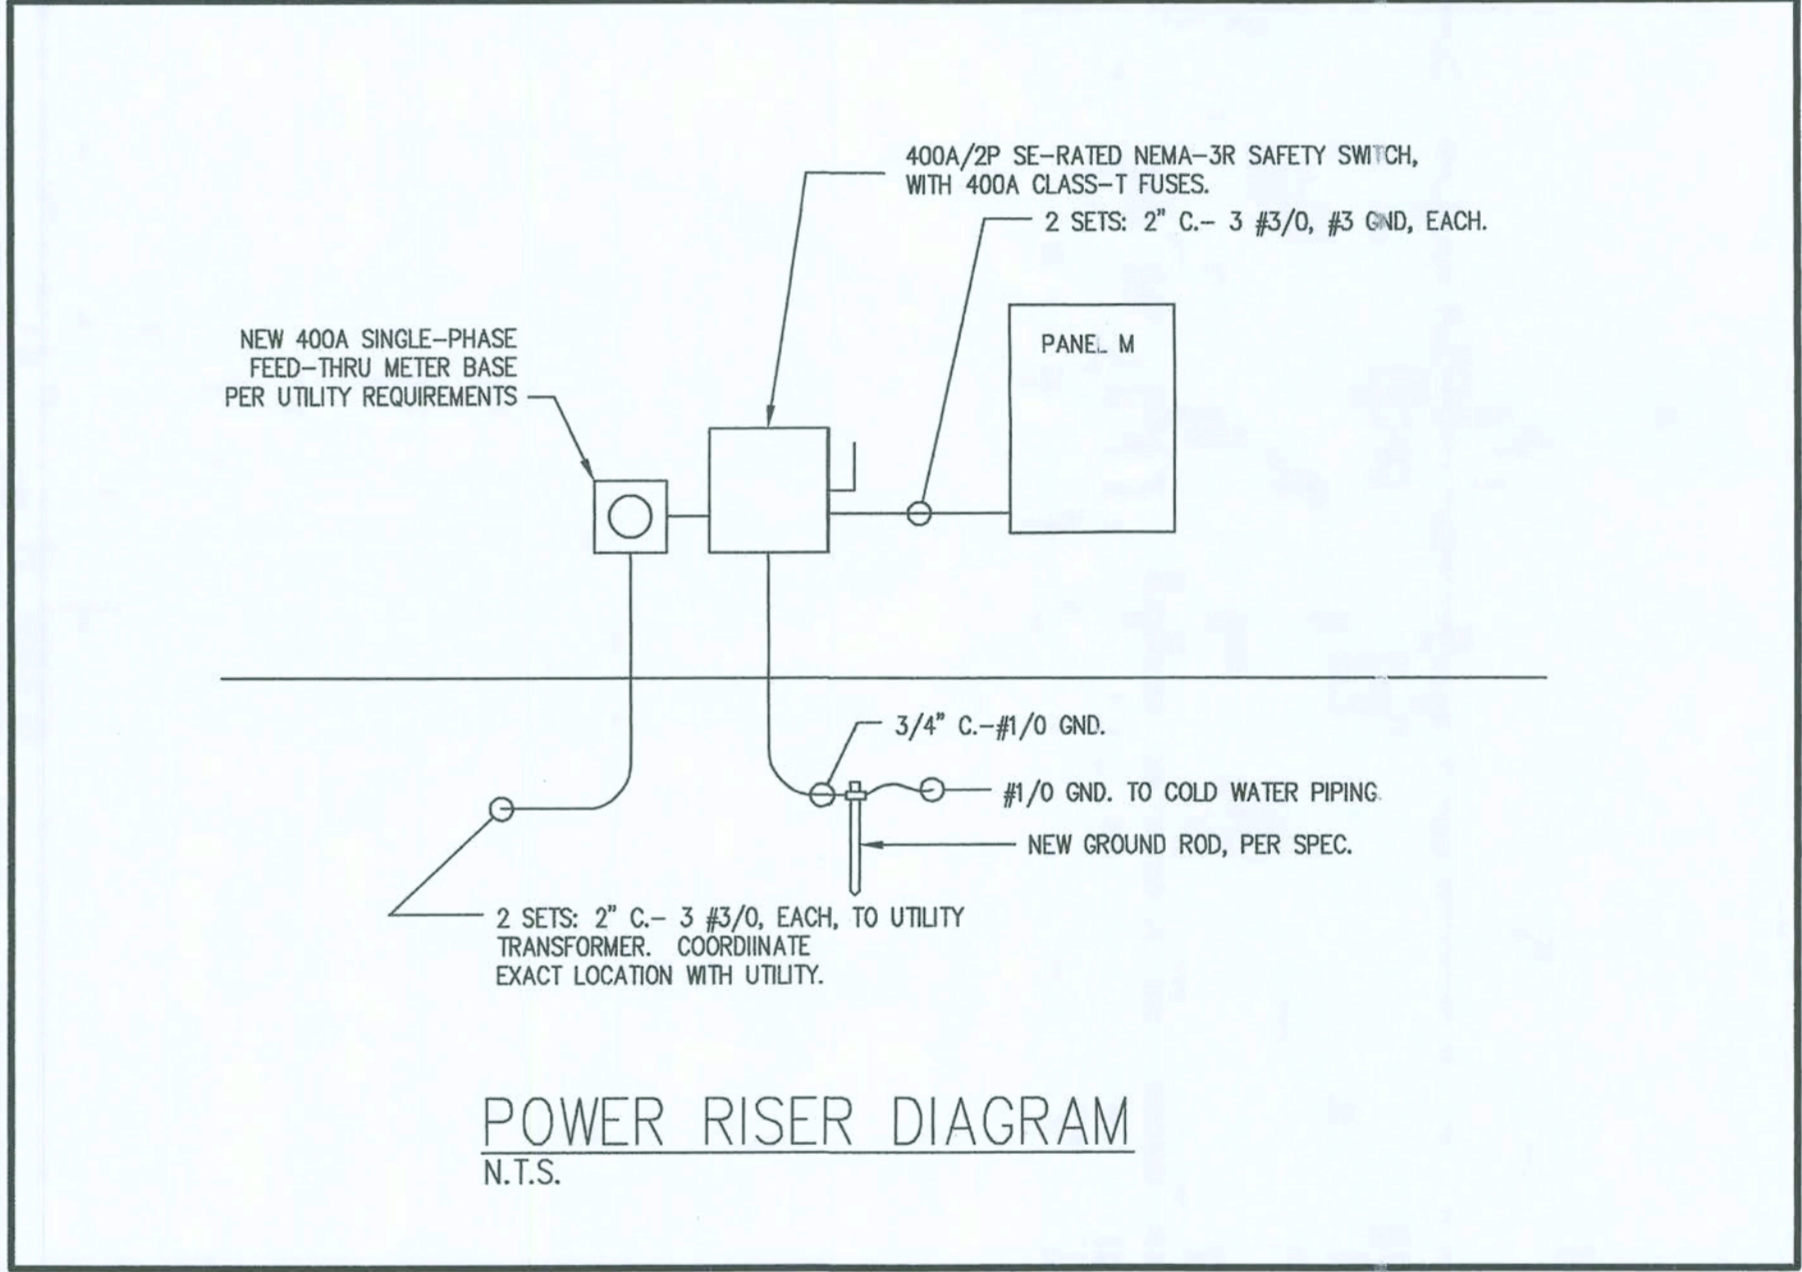 400A/2P SE-RATED NEMA-3R SAFETY SWITCH,
WITH 400A CLASS-T FUSES.
2 SETS: 2" C.- 3 #3/0, #3 GND, EACH.
NEW 400A SINGLE-PHASE
FEED-THRU METER BASE
PER UTILITY REQUIREMENTS
PANEL M
3/4" C.-#1/0 GND.
#1/0 GND. TO COLD WATER PIPING.
NEW GROUND ROD, PER SPEC.
2 SETS: 2" C.- 3 #3/0, EACH, TO UTILITY
TRANSFORMER. COORDIINATE
EXACT LOCATION WITH UTILITY.
POWER RISER DIAGRAM
N.T.S.